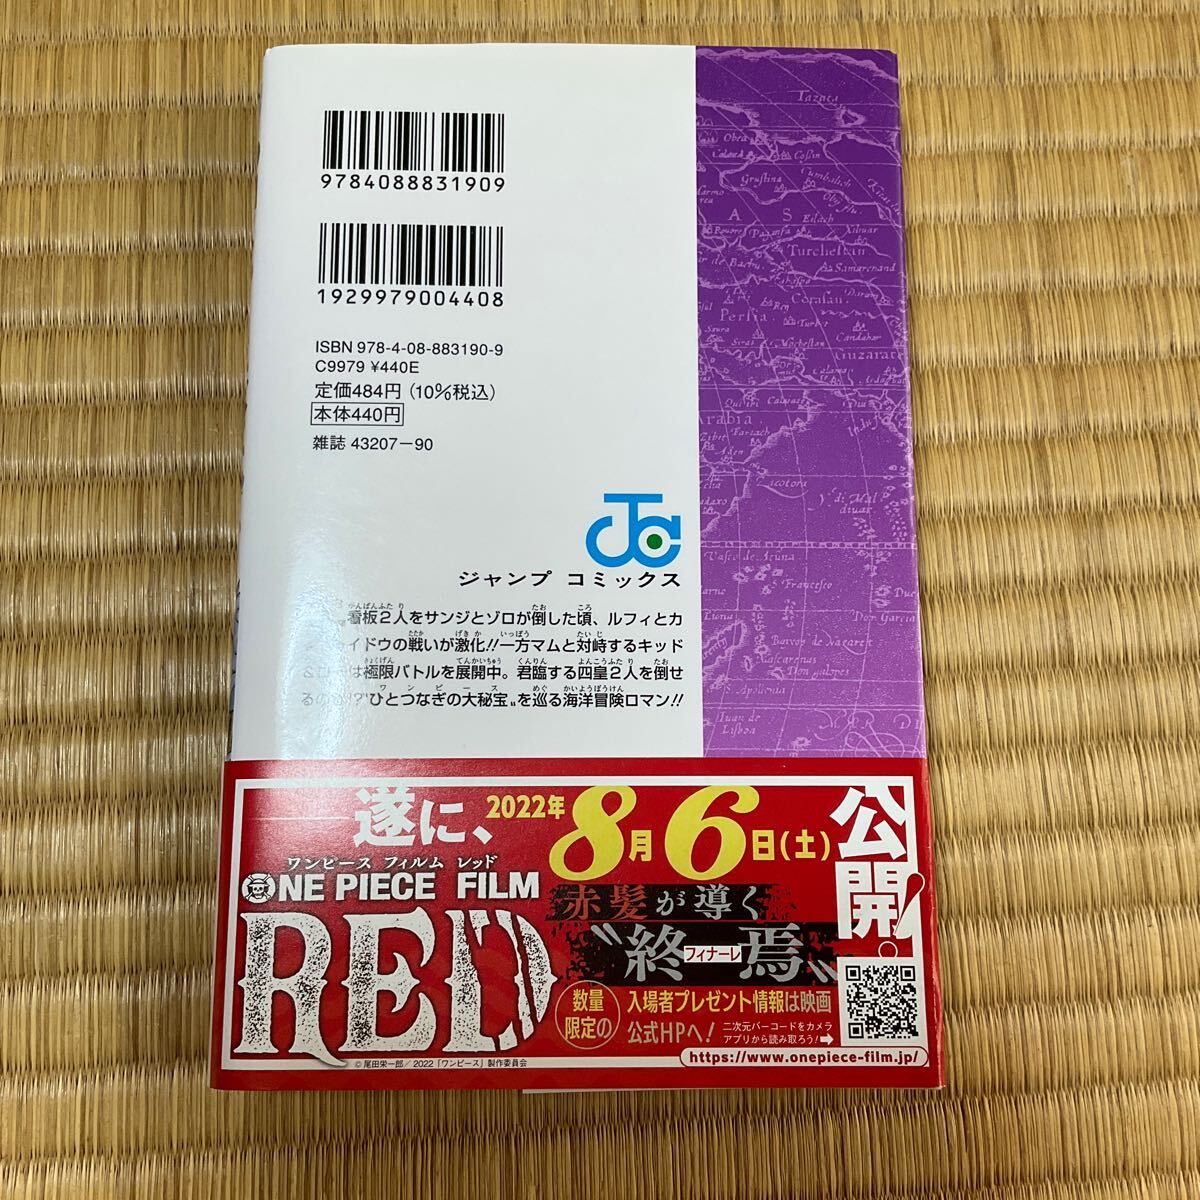 9784088831909
1929979004408
ISBN 978-4-08-883190-9
C9979 ¥440E
定価484円(10%税込)
本体440円
雑誌 43207-90
ジャンプ コミックス
看板2人をサンジとゾロが倒した頃、ルフィとカ
イドウの戦いが激化!!一方マムと対峙するキッド
は極限バトルを展開中。君臨する四皇2人を倒せ
るの ?“ひとつなぎの大秘宝„を巡る海洋冒険ロマン!!
Tazata
Cumbalich
Eilach
Xihuar
Turchestan
Samarcand
Corasan
Persia
Candahar
Guzarate
Arabia
Socotora
遂に、2022年8月6日(土)公開!。
ワンピース フィルム レッド
ONE PIECE FILM
RED
赤髪が導く
“終焉„
フィナーレ
数量
限定の
入場者プレゼント情報は映画
公式HPへ!
二次元バーコードをカメラ
アプリから読み取ろう!
https://www.onepiece-film.jp/
©尾田栄一郎/2022「ワンピース」製作委員会